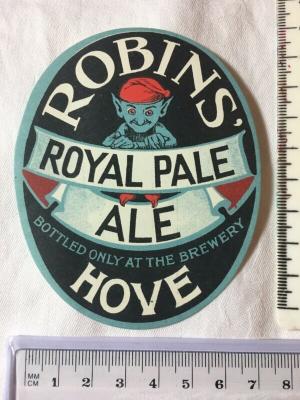 ROBINS'
ROYAL PALE
ALE
BOTTLED ONLY AT THE BREWERY
HOVE
MM
CM 1 2 3 4 5 6 7 8